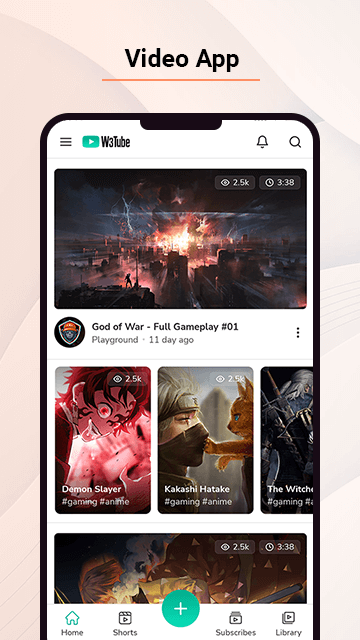 Video App
W3Tube
2.5k 3:38
God of War - Full Gameplay #01
Playground · 11 day ago
2.5k 2.5k
Demon Slayer Kakashi Hatake The Witche
#gaming #anime #gaming #anime #gaming #a
2.5k 3:38
Home Shorts Subscribes Library